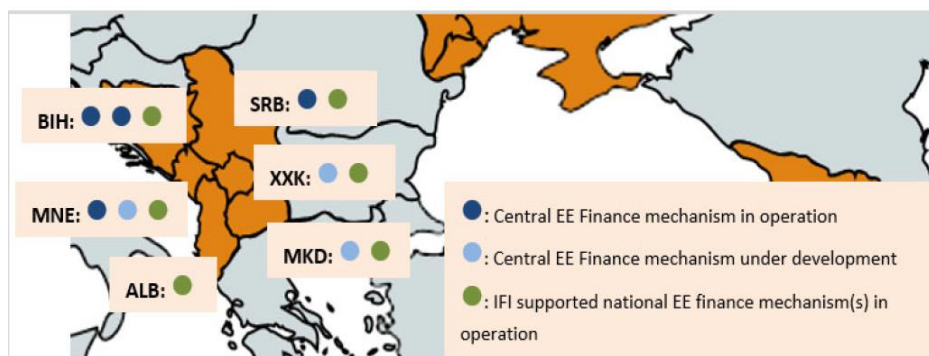 SRB:
BIH:
XXK:
MNE:
MKD:
ALB:
: Central EE Finance mechanism in operation
: Central EE Finance mechanism under development
: IFI supported national EE finance mechanism(s) in
operation